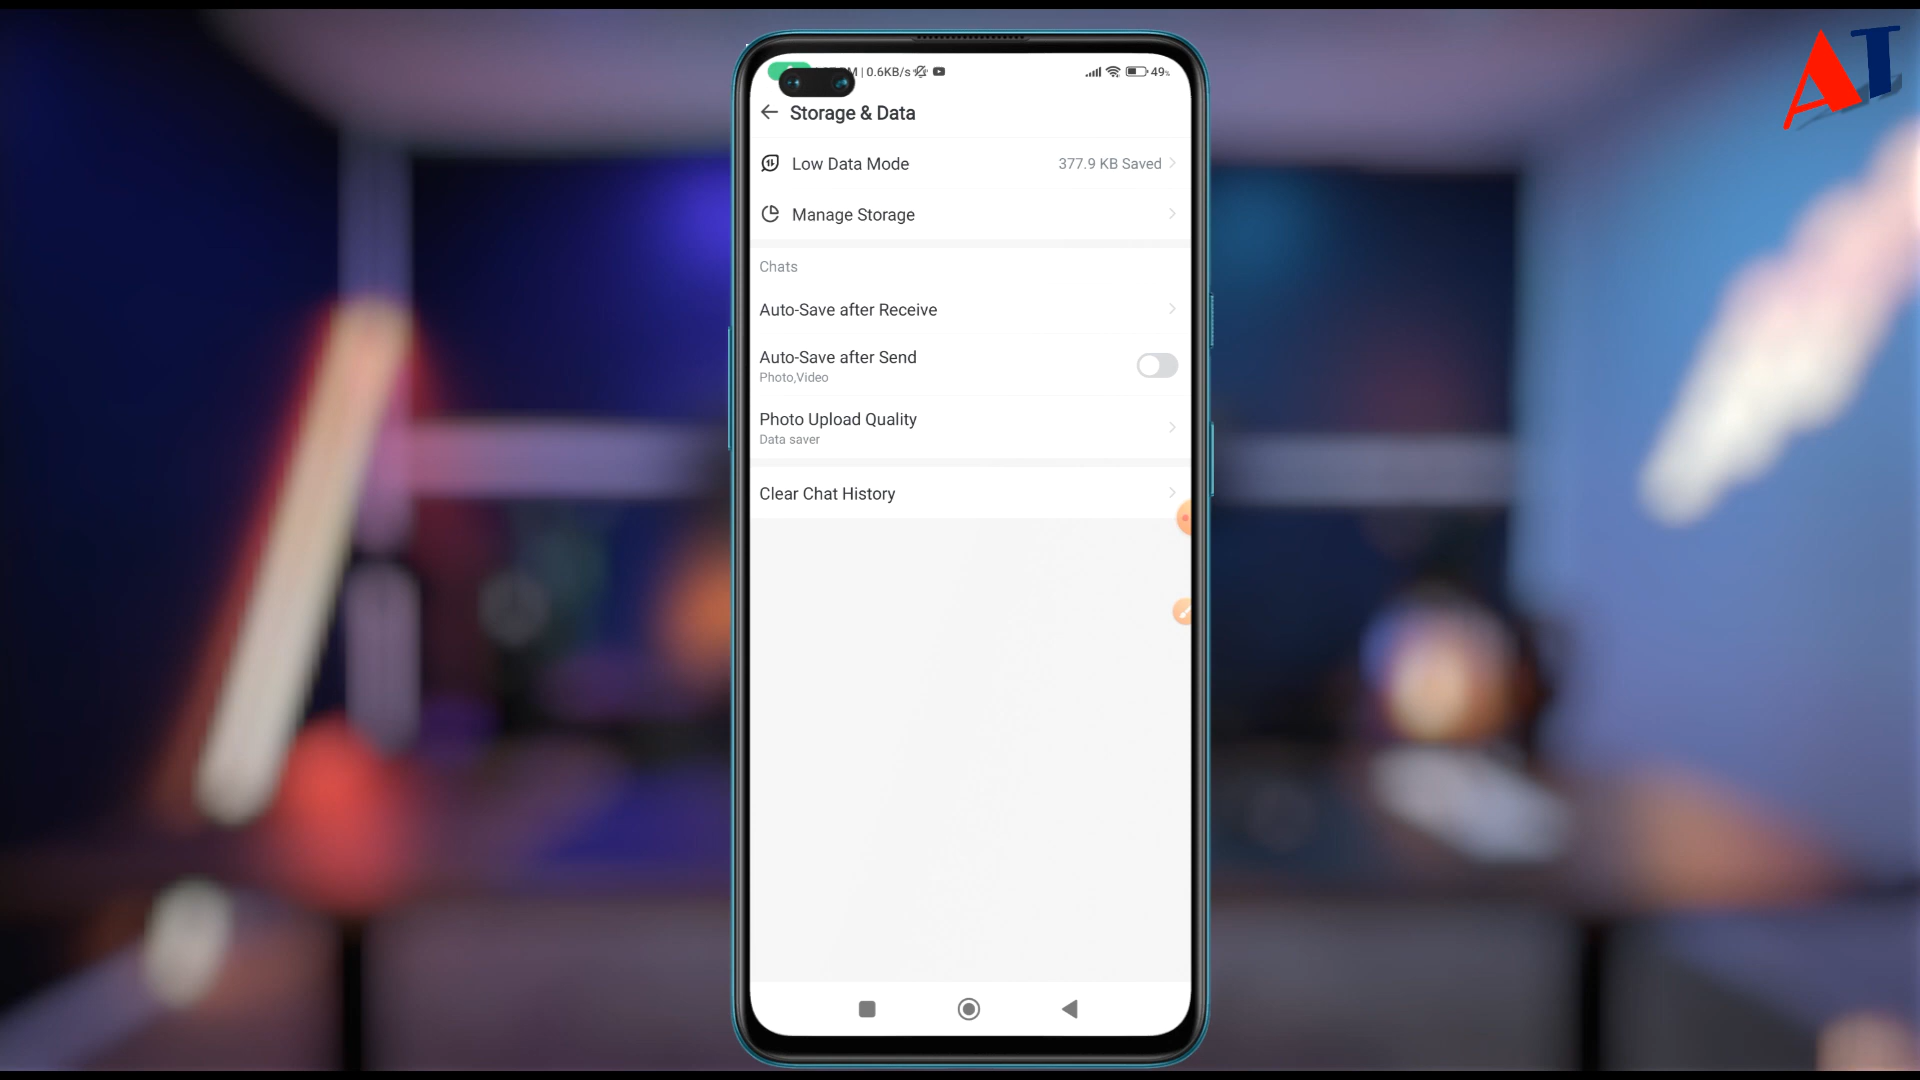 AT
M | 0.6KB/s
49%
Storage & Data
Low Data Mode
377.9 KB Saved
Manage Storage
Chats
Auto-Save after Receive
Auto-Save after Send
Photo,Video
Photo Upload Quality
Data saver
Clear Chat History